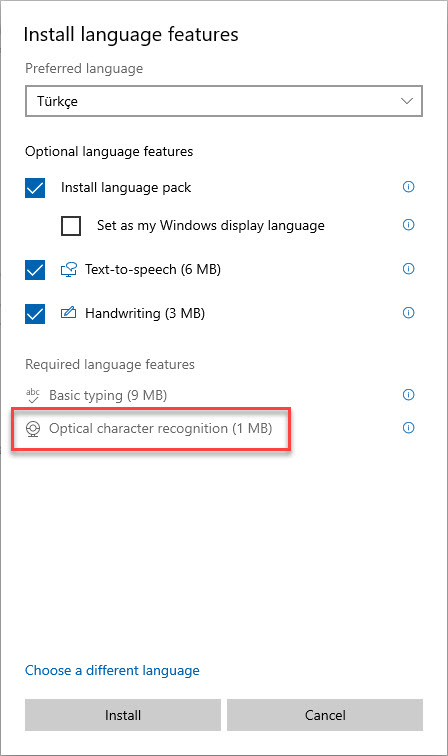 Install language features
Preferred language
Türkçe
Optional language features
Install language pack
Set as my Windows display language
Text-to-speech (6 MB)
Handwriting (3 MB)
Required language features
abc
Basic typing (9 MB)
Optical character recognition (1 MB)
Choose a different language
Install
Cancel